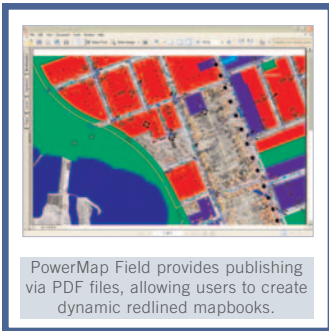 PowerMap Field provides publishing
via PDF files, allowing users to create
dynamic redlined mapbooks.